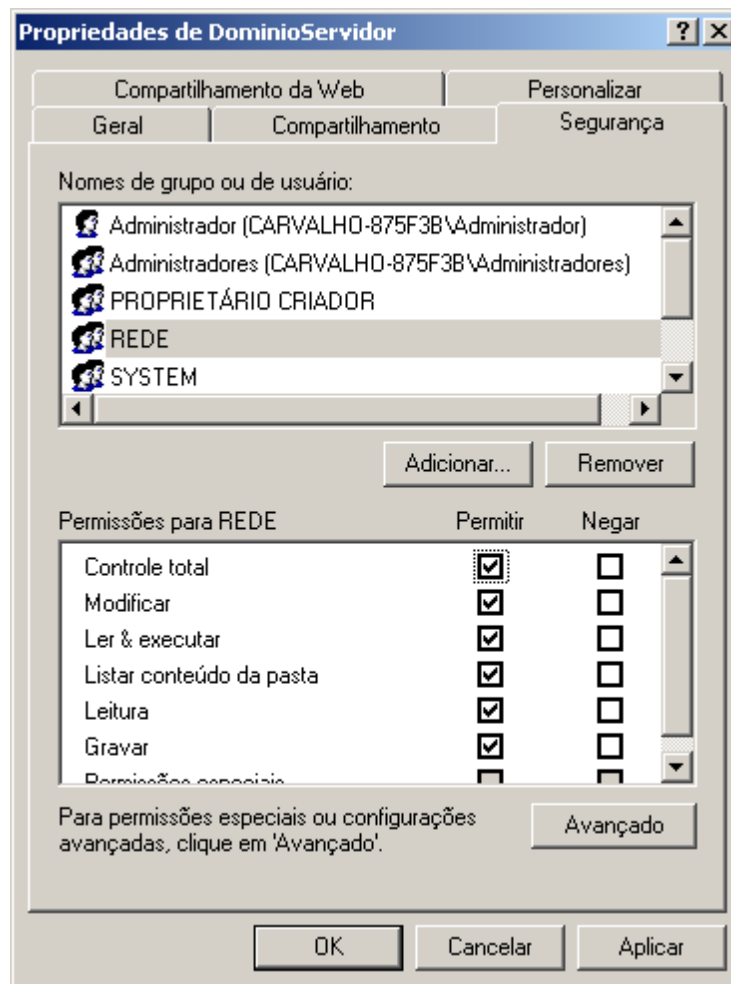 Propriedades de DominioServidor
Compartilhamento da Web
Personalizar
Geral
Compartilhamento
Segurança
Nomes de grupo ou de usuário:
Administrador (CARVALHO-875F3B\Administrador)
Administradores (CARVALHO-875F3B\Administradores)
PROPRIETÁRIO CRIADOR
REDE
SYSTEM
Adicionar...
Remover
Permissões para REDE
Permitir
Negar
Controle total
Modificar
Ler & executar
Listar conteúdo da pasta
Leitura
Gravar
Permissões especiais
Para permissões especiais ou configurações
avançadas, clique em 'Avançado'.
Avançado
OK
Cancelar
Aplicar